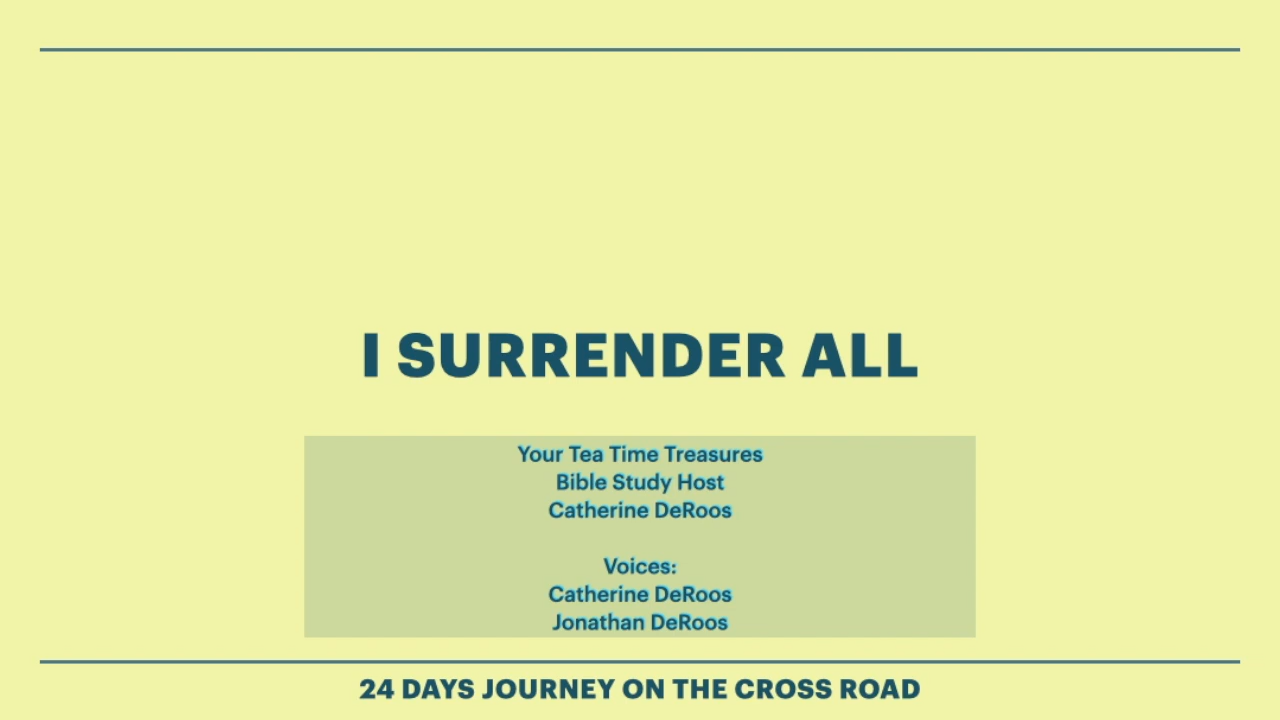 I SURRENDER ALL
Your Tea Time Treasures
Bible Study Host
Catherine DeRoos
Voices:
Catherine DeRoos
Jonathan DeRoos
24 DAYS JOURNEY ON THE CROSS ROAD